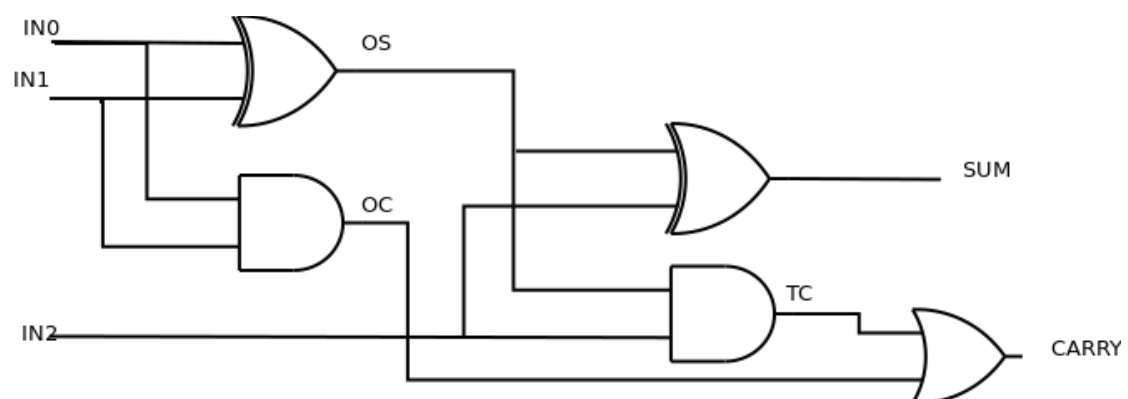 IN0
OS
IN1
SUM
OC
TC
IN2
CARRY